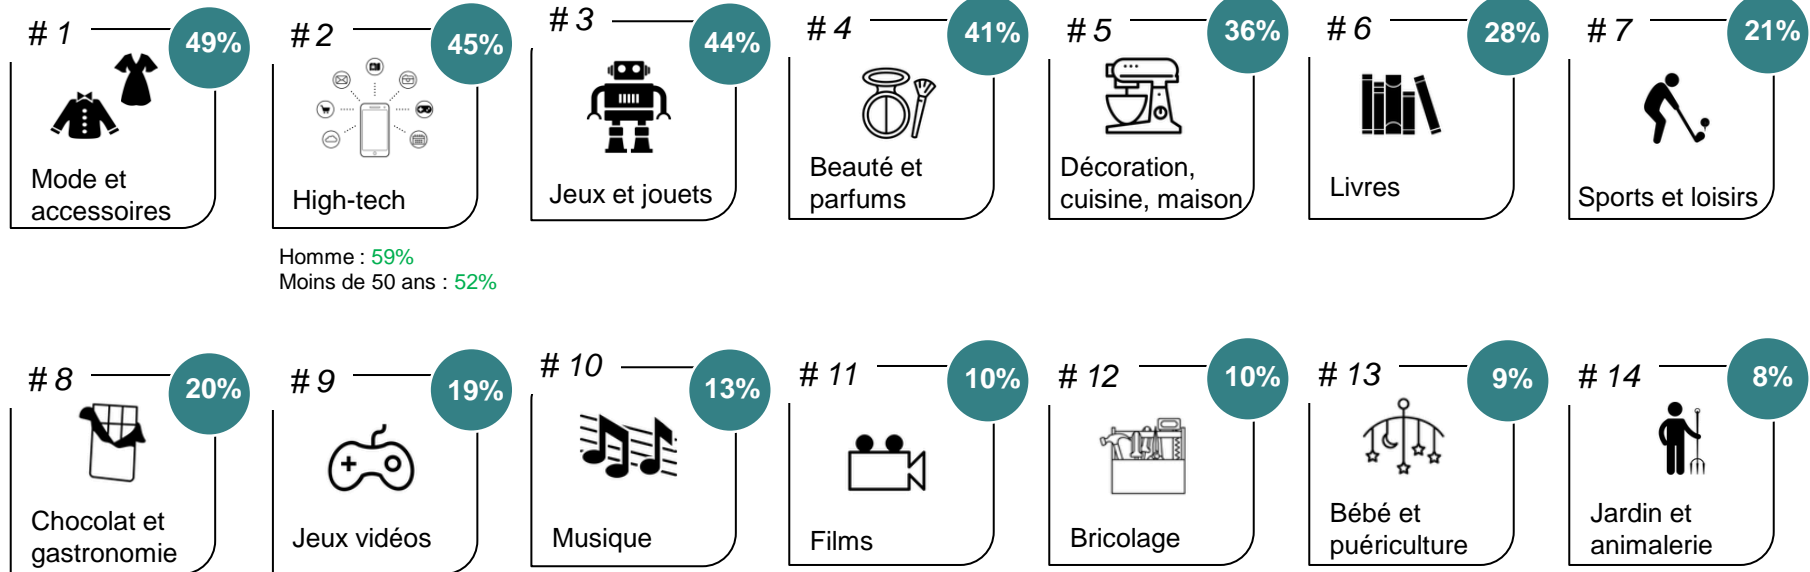 # 1
49%
Mode et
accessoires
# 2
45%
High-tech
Homme : 59%
Moins de 50 ans : 52%
# 3
44%
Jeux et jouets
# 4
41%
Beauté et
parfums
# 5
36%
Décoration,
cuisine, maison
# 6
28%
Livres
# 7
21%
Sports et loisirs
# 8
20%
Chocolat et
gastronomie
# 9
19%
Jeux vidéos
# 10
13%
Musique
# 11
10%
Films
# 12
10%
Bricolage
# 13
9%
Bébé et
puériculture
# 14
8%
Jardin et
animalerie